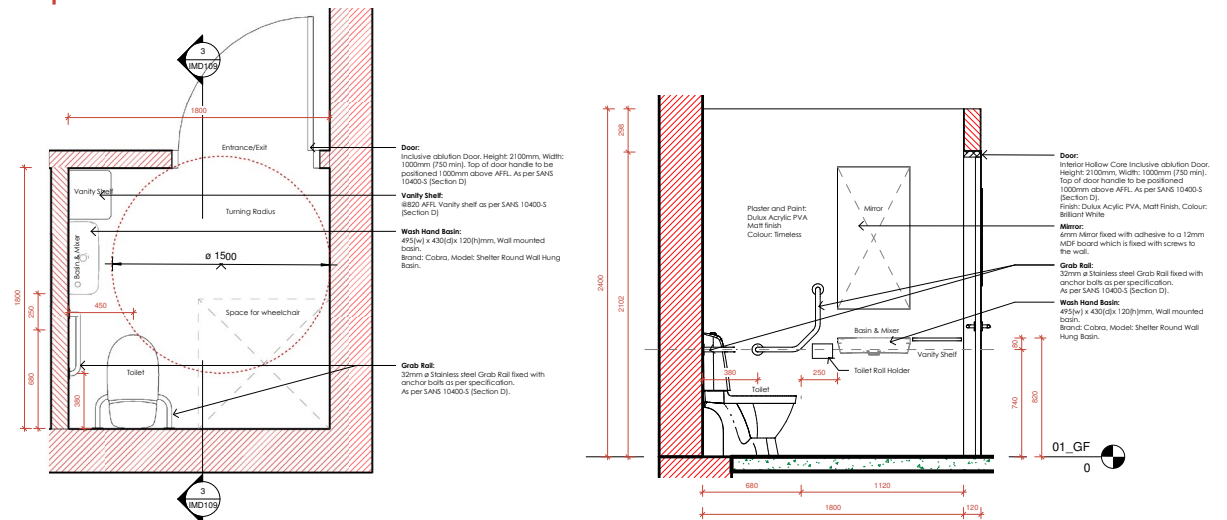 3
IMD109
1800
Entrance/Exit
Vanity Shelf
Turning Radius
Basin & Mixer
ø 1500
450
Space for wheelchair
Toilet
1800
250
680
380
3
IMD109
Door:
Inclusive ablution Door. Height: 2100mm, Width:
1000mm (750 min). Top of door handle to be
positioned 1000mm above AFFL. As per SANS
10400-S (Section D)
Vanity Shelf:
@820 AFFL Vanity shelf as per SANS 10400-S
(Section D)
Wash Hand Basin:
495(w) x 430(d)x 120(h)mm, Wall mounted
basin.
Brand: Cobra, Model: Shelter Round Wall Hung
Basin.
Grab Rail:
32mm ø Stainless steel Grab Rail fixed with
anchor bolts as per specification.
As per SANS 10400-S (Section D).
298
2400
2102
Plaster and Paint:
Dulux Acrylic PVA
Matt finish
Colour: Timeless
Mirror
Basin & Mixer
Vanity Shelf
Toilet Roll Holder
380
250
Toilet
80
740
820
680
1120
1800
120
01_GF
0
Door:
Interior Hollow Core Inclusive ablution Door.
Height: 2100mm, Width: 1000mm (750 min).
Top of door handle to be positioned
1000mm above AFFL. As per SANS 10400-S
(Section D).
Finish: Dulux Acylic PVA, Matt Finish, Colour:
Brilliant White
Mirrror:
6mm Mirror fixed with adhesive to a 12mm
MDF board which is fixed with screws to
the wall.
Grab Rail:
32mm ø Stainless steel Grab Rail fixed with
anchor bolts as per specification.
As per SANS 10400-S (Section D).
Wash Hand Basin:
495(w) x 430(d)x 120(h)mm, Wall mounted
basin.
Brand: Cobra, Model: Shelter Round Wall
Hung Basin.